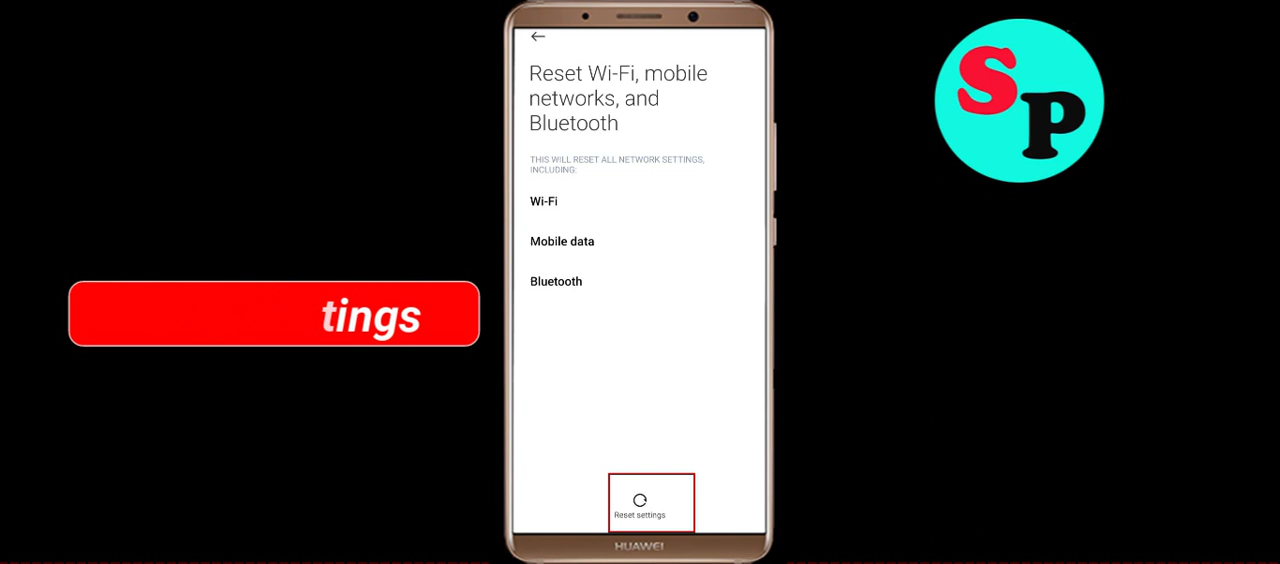 Reset Wi-Fi, mobile
networks, and
Bluetooth
THIS WILL RESET ALL NETWORK SETTINGS,
INCLUDING:
Wi-Fi
Mobile data
Bluetooth
Reset settings
HUAWEI
tings
SP